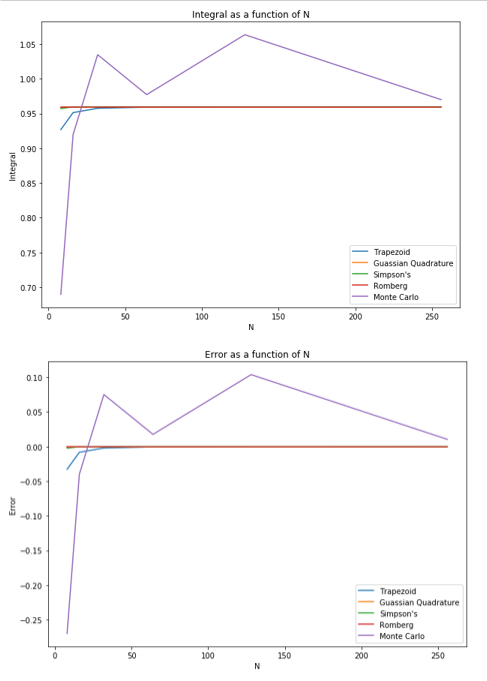 Integral as a function of N
1.05
1.00
0.95
0.90
0.85
0.80
0.75
0.70
Integral
0
50
100
150
200
250
N
Trapezoid
Guassian Quadrature
Simpson's
Romberg
Monte Carlo
Error as a function of N
0.10
0.05
0.00
−0.05
−0.10
−0.15
−0.20
−0.25
Error
0
50
100
150
200
250
N
Trapezoid
Guassian Quadrature
Simpson's
Romberg
Monte Carlo